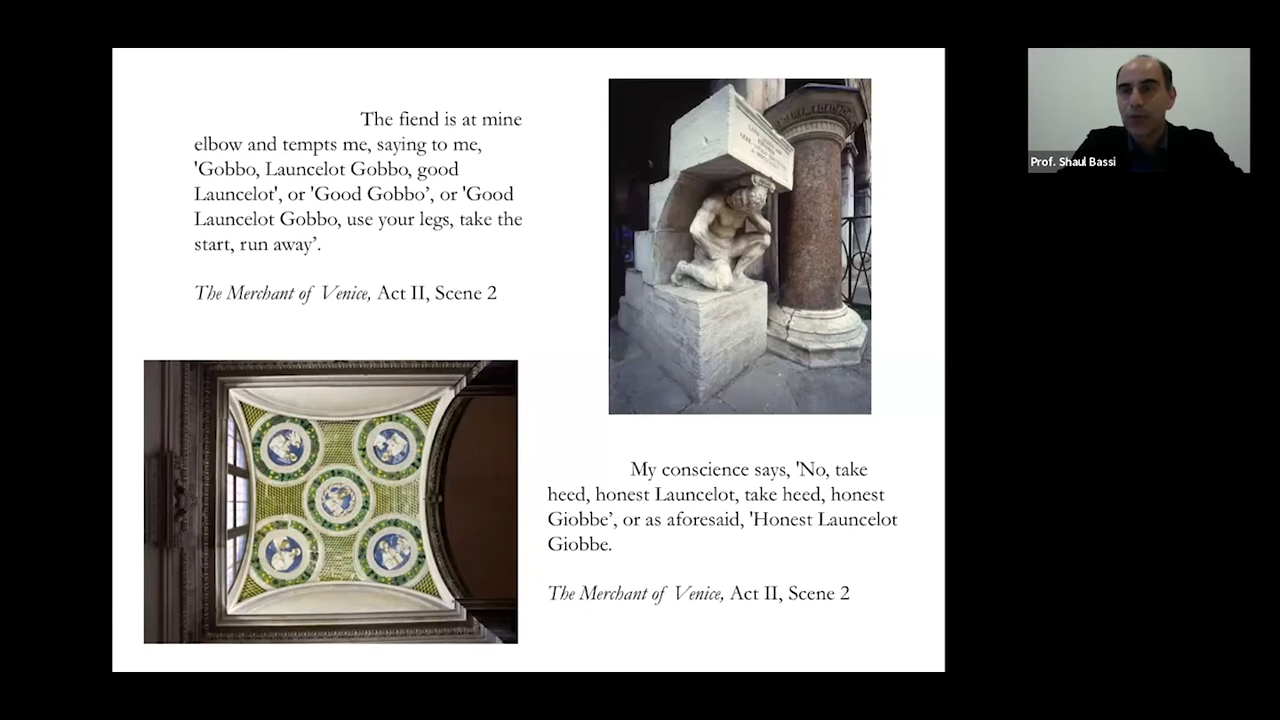 The fiend is at mine
elbow and tempts me, saying to me,
'Gobbo, Launcelot Gobbo, good
Launcelot', or 'Good Gobbo’, or 'Good
Launcelot Gobbo, use your legs, take the
start, run away’.
The Merchant of Venice, Act II, Scene 2
My conscience says, 'No, take
heed, honest Launcelot, take heed, honest
Giobbe’, or as aforesaid, 'Honest Launcelot
Giobbe.
The Merchant of Venice, Act II, Scene 2
Prof. Shaul Bassi